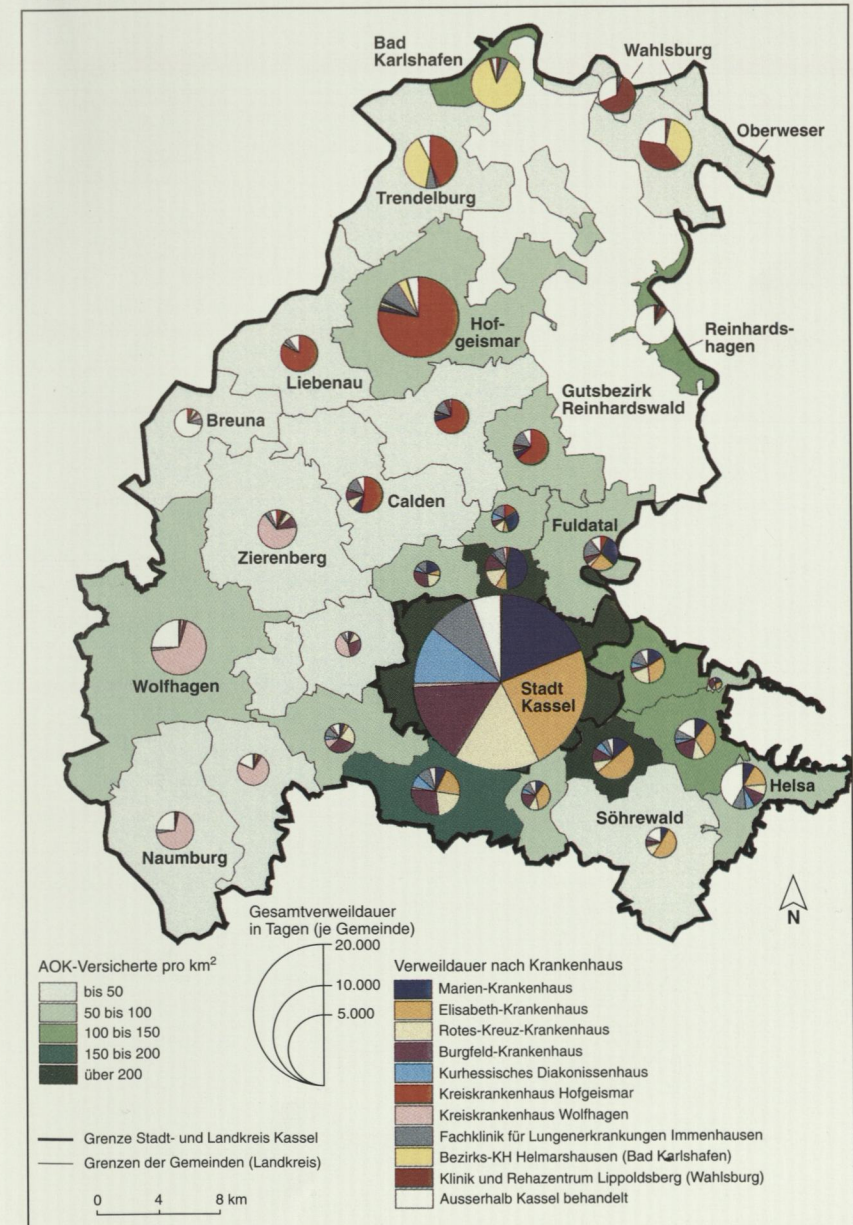 Bad
Karlshafen
Wahlsburg
Oberweser
Trendelburg
Hof-
geismar
Reinhards-
hagen
Liebenau
Gutsbezirk
Reinhardswald
Breuna
Calden
Fuldatal
Zierenberg
Wolfhagen
Stadt
Kassel
Helsa
Söhrewald
Naumburg
N
Gesamtverweildauer
in Tagen (je Gemeinde)
20.000
10.000
5.000
AOK-Versicherte pro km²
bis 50
50 bis 100
100 bis 150
150 bis 200
über 200
Grenze Stadt- und Landkreis Kassel
Grenzen der Gemeinden (Landkreis)
0 4 8 km
Verweildauer nach Krankenhaus
Marien-Krankenhaus
Elisabeth-Krankenhaus
Rotes-Kreuz-Krankenhaus
Burgfeld-Krankenhaus
Kurhessisches Diakonissenhaus
Kreiskrankenhaus Hofgeismar
Kreiskrankenhaus Wolfhagen
Fachklinik für Lungenerkrankungen Immenhausen
Bezirks-KH Helmarshausen (Bad Karlshafen)
Klinik und Rehazentrum Lippoldsberg (Wahlsburg)
Ausserhalb Kassel behandelt